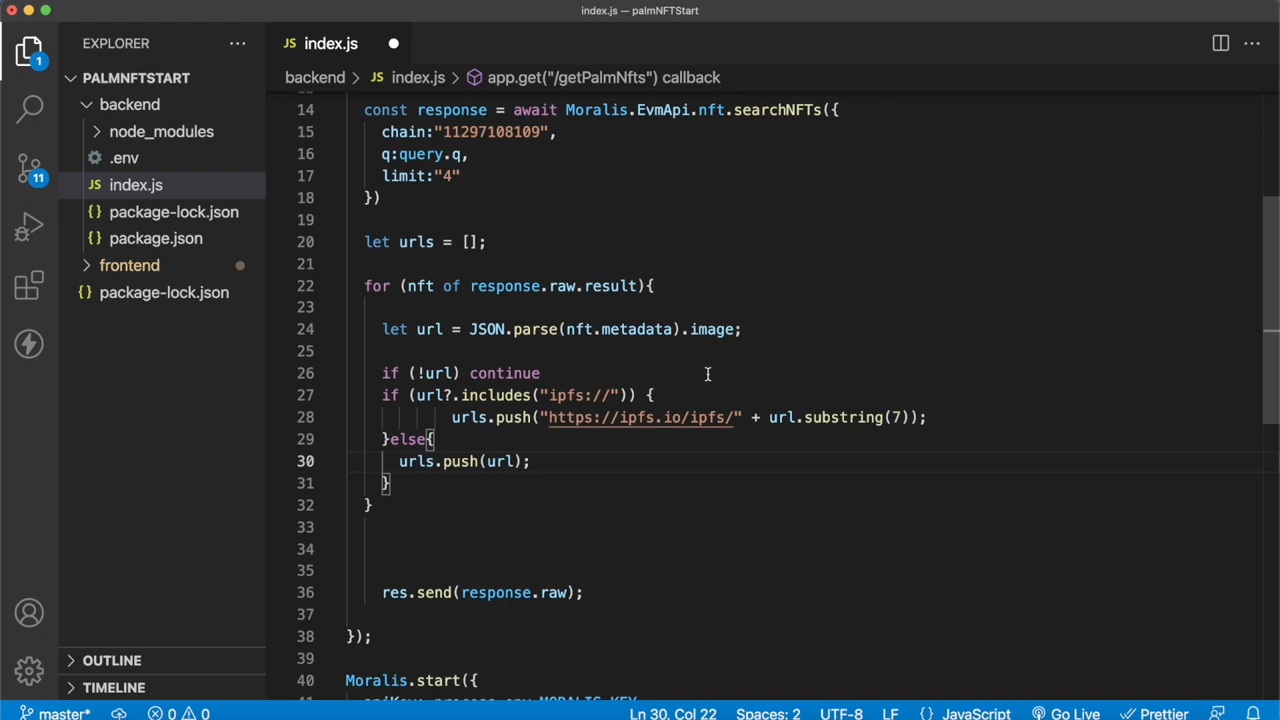 index.js — palmNFTStart
EXPLORER
JS index.js
1
PALMNFTSTART
backend > JS index.js > app.get("/getPalmNfts") callback
backend
node_modules
.env
JS index.js
11
{} package-lock.json
{} package.json
frontend
{} package-lock.json
14 const response = await Moralis.EvmApi.nft.searchNFTs({
15 chain:"11297108109",
16 q:query.q,
17 limit:"4"
18 })
19
20 let urls = [];
21
22 for (nft of response.raw.result){
23
24 let url = JSON.parse(nft.metadata).image;
25
26 if (!url) continue
27 if (url?.includes("ipfs://")) {
28 urls.push("https://ipfs.io/ipfs/" + url.substring(7));
29 }else{
30 urls.push(url);
31 }
32 }
33
34
35
36 res.send(response.raw);
37
38 });
39
40 Moralis.start({
OUTLINE
TIMELINE
master* 0 0 Ln 30, Col 22 Spaces: 2 UTF-8 LF {} JavaScript Go Live Prettier